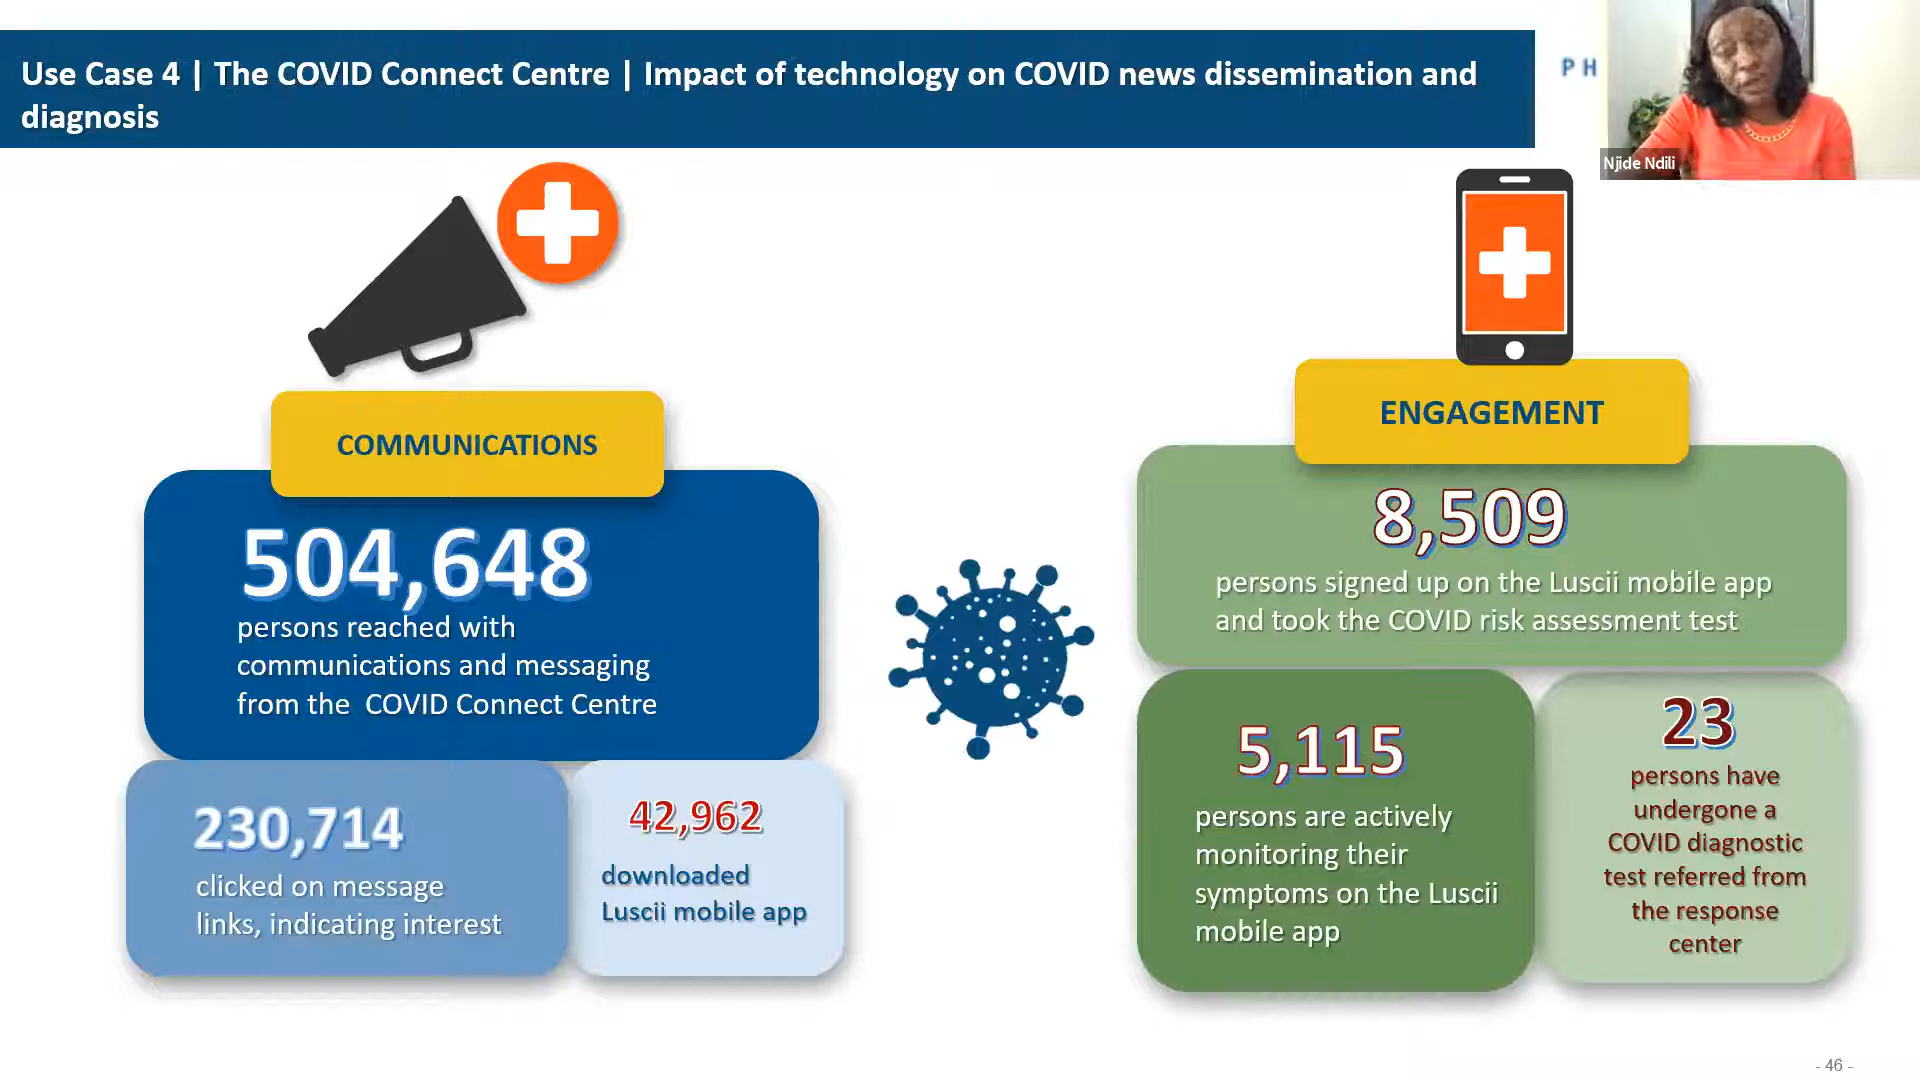 Use Case 4 | The COVID Connect Centre | Impact of technology on COVID news dissemination and
diagnosis
P H
Njide Ndili
COMMUNICATIONS
504,648
persons reached with
communications and messaging
from the COVID Connect Centre
230,714
clicked on message
links, indicating interest
42,962
downloaded
Luscii mobile app
ENGAGEMENT
8,509
persons signed up on the Luscii mobile app
and took the COVID risk assessment test
5,115
persons are actively
monitoring their
symptoms on the Luscii
mobile app
23
persons have
undergone a
COVID diagnostic
test referred from
the response
center
- 46 -